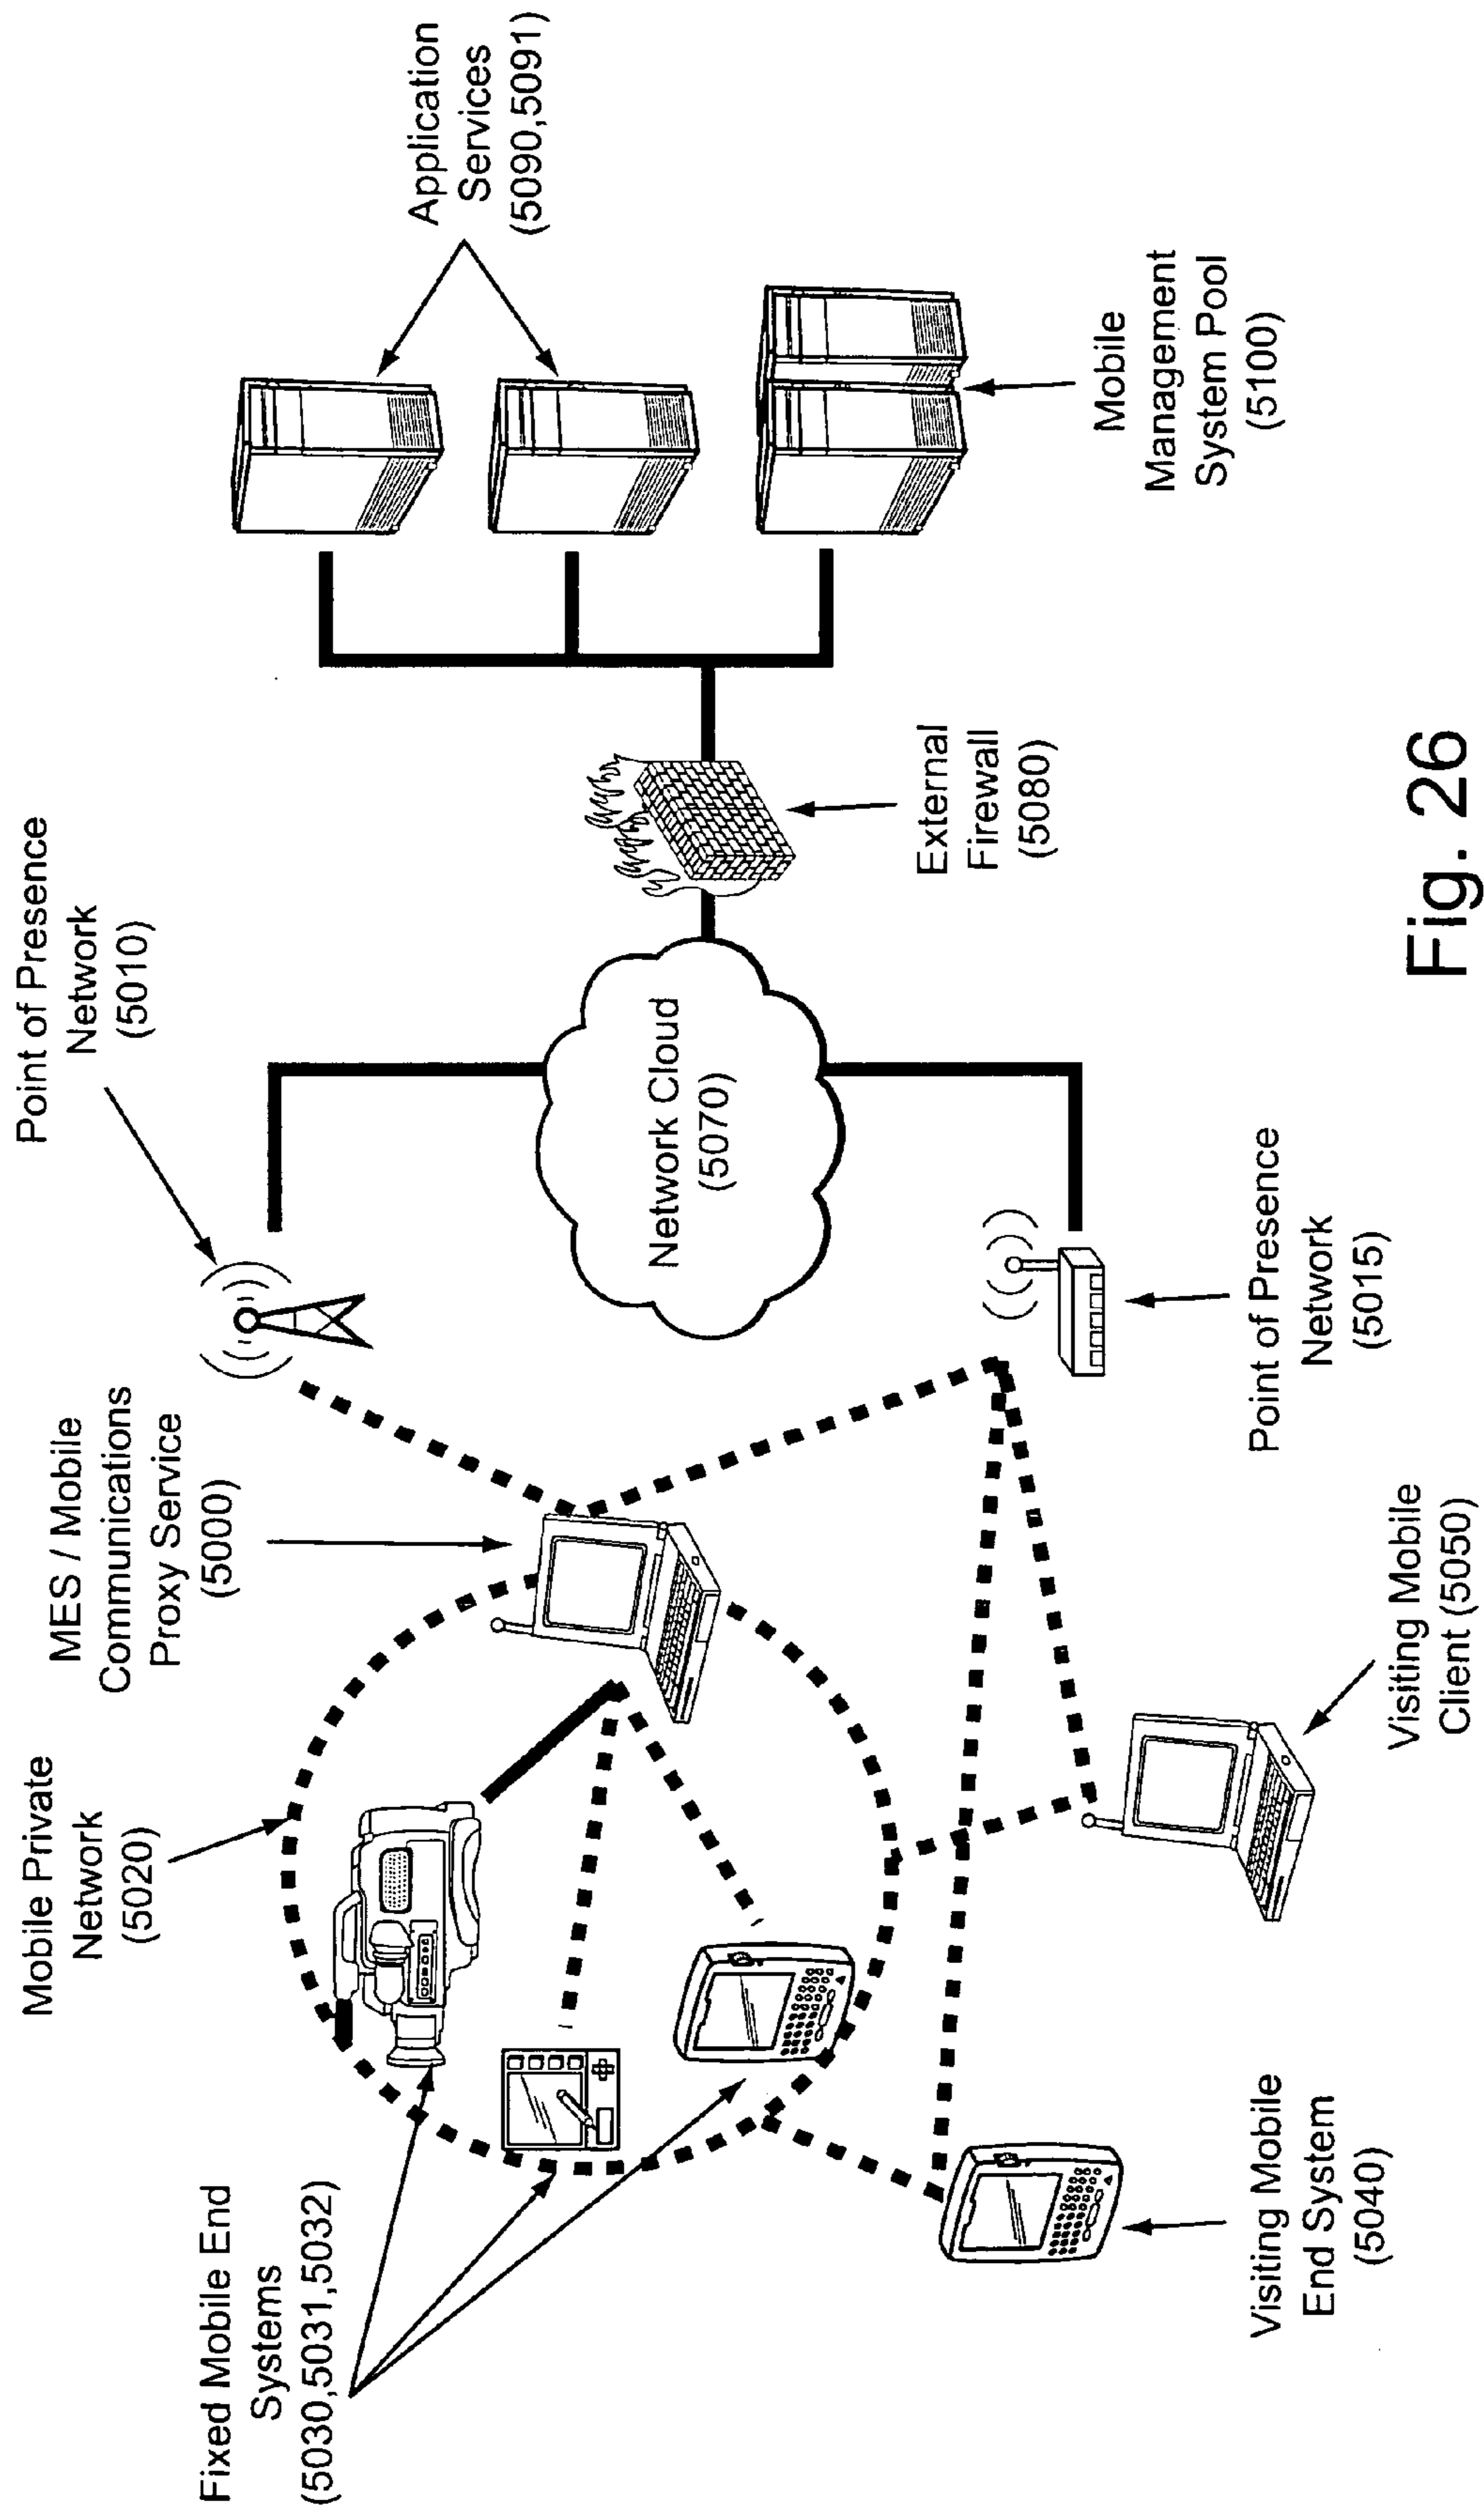 Point of Presence
Network
(5010)
Application
Services
(5090,5091)
MES / Mobile
Communications
Proxy Service
(5000)
Mobile Private
Network
(5020)
Fixed Mobile End
Systems
(5030,5031,5032)
Network Cloud
(5070)
External
Firewall
(5080)
Mobile
Management
System Pool
(5100)
Point of Presence
Network
(5015)
Visiting Mobile
Client (5050)
Visiting Mobile
End System
(5040)
Fig. 26